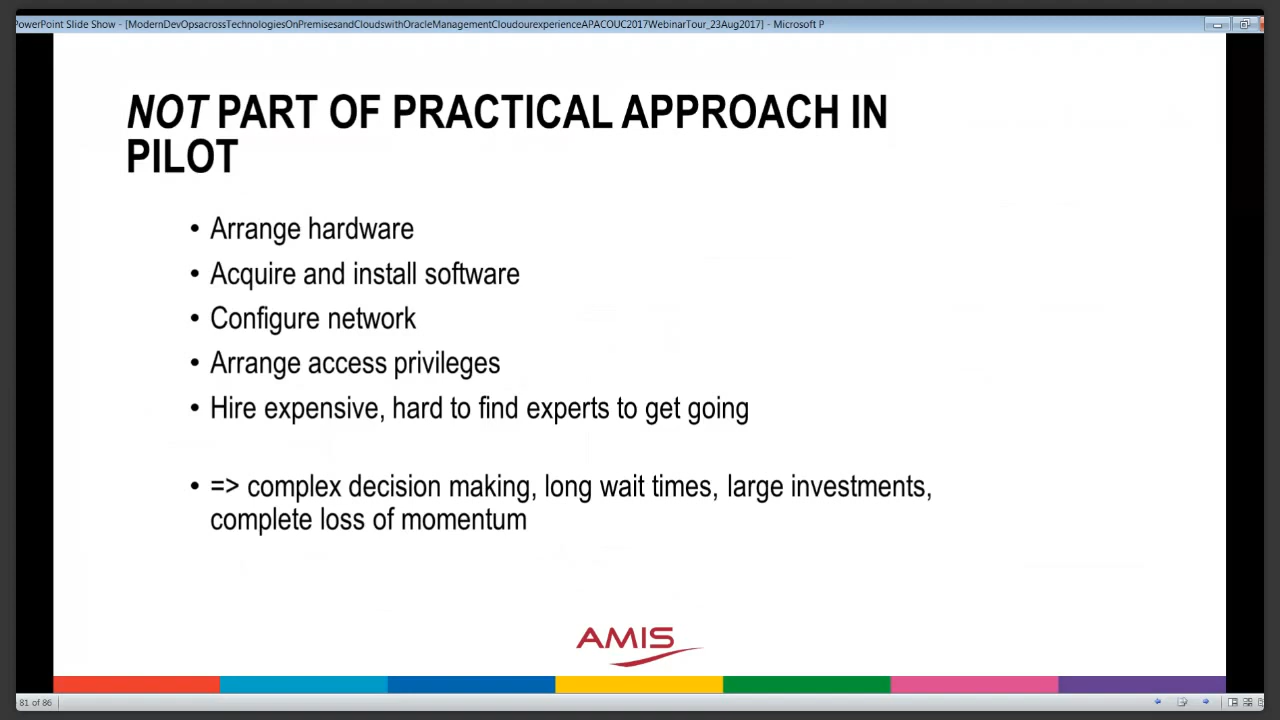 PowerPoint Slide Show - [ModernDevOpsacrossTechnologiesOnPremisesandCloudswithOracleManagementCloudourexperienceAPACOUC2017WebinarTour_23Aug2017] - Microsoft P
NOT PART OF PRACTICAL APPROACH IN
PILOT
• Arrange hardware
• Acquire and install software
• Configure network
• Arrange access privileges
• Hire expensive, hard to find experts to get going
• => complex decision making, long wait times, large investments,
complete loss of momentum
AMIS
81 of 86